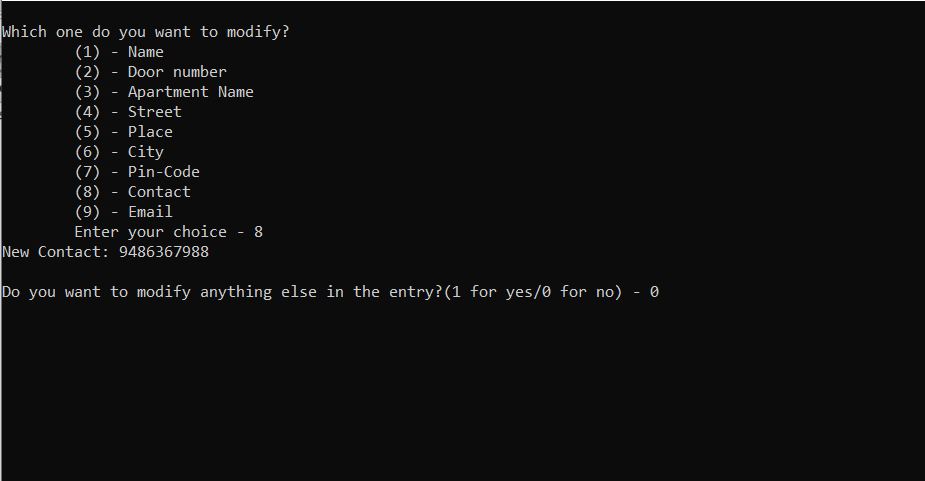 Which one do you want to modify?
(1) - Name
(2) - Door number
(3) - Apartment Name
(4) - Street
(5) - Place
(6) - City
(7) - Pin-Code
(8) - Contact
(9) - Email
Enter your choice - 8
New Contact: 9486367988
Do you want to modify anything else in the entry?(1 for yes/0 for no) - 0